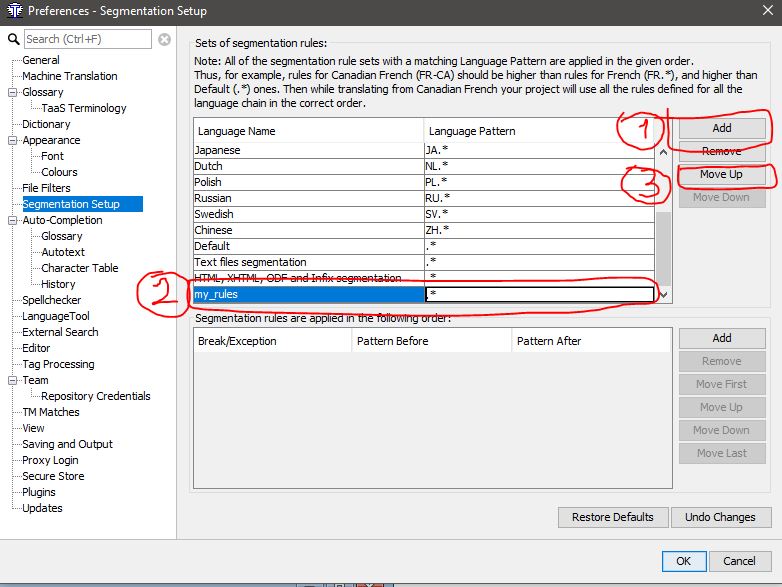 Preferences - Segmentation Setup
Search (Ctrl+F)
General
Machine Translation
Glossary
TaaS Terminology
Dictionary
Appearance
Font
Colours
File Filters
Segmentation Setup
Auto-Completion
Glossary
Autotext
Character Table
History
Spellchecker
LanguageTool
External Search
Editor
Tag Processing
Team
Repository Credentials
TM Matches
View
Saving and Output
Proxy Login
Secure Store
Plugins
Updates
Sets of segmentation rules:
Note: All of the segmentation rule sets with a matching Language Pattern are applied in the given order.
Thus, for example, rules for Canadian French (FR-CA) should be higher than rules for French (FR.*), and higher than
Default (.*) ones. Then while translating from Canadian French your project will use all the rules defined for all the
language chain in the correct order.
Language Name Language Pattern
Japanese JA.*
Dutch NL.*
Polish PL.*
Russian RU.*
Swedish SV.*
Chinese ZH.*
Default .*
Text files segmentation .*
HTML, XHTML, ODF and Infix segmentation .*
my_rules .*
1
Add
Remove
3
Move Up
Move Down
2
Segmentation rules are applied in the following order:
Break/Exception Pattern Before Pattern After
Add
Remove
Move First
Move Up
Move Down
Move Last
Restore Defaults Undo Changes
OK Cancel